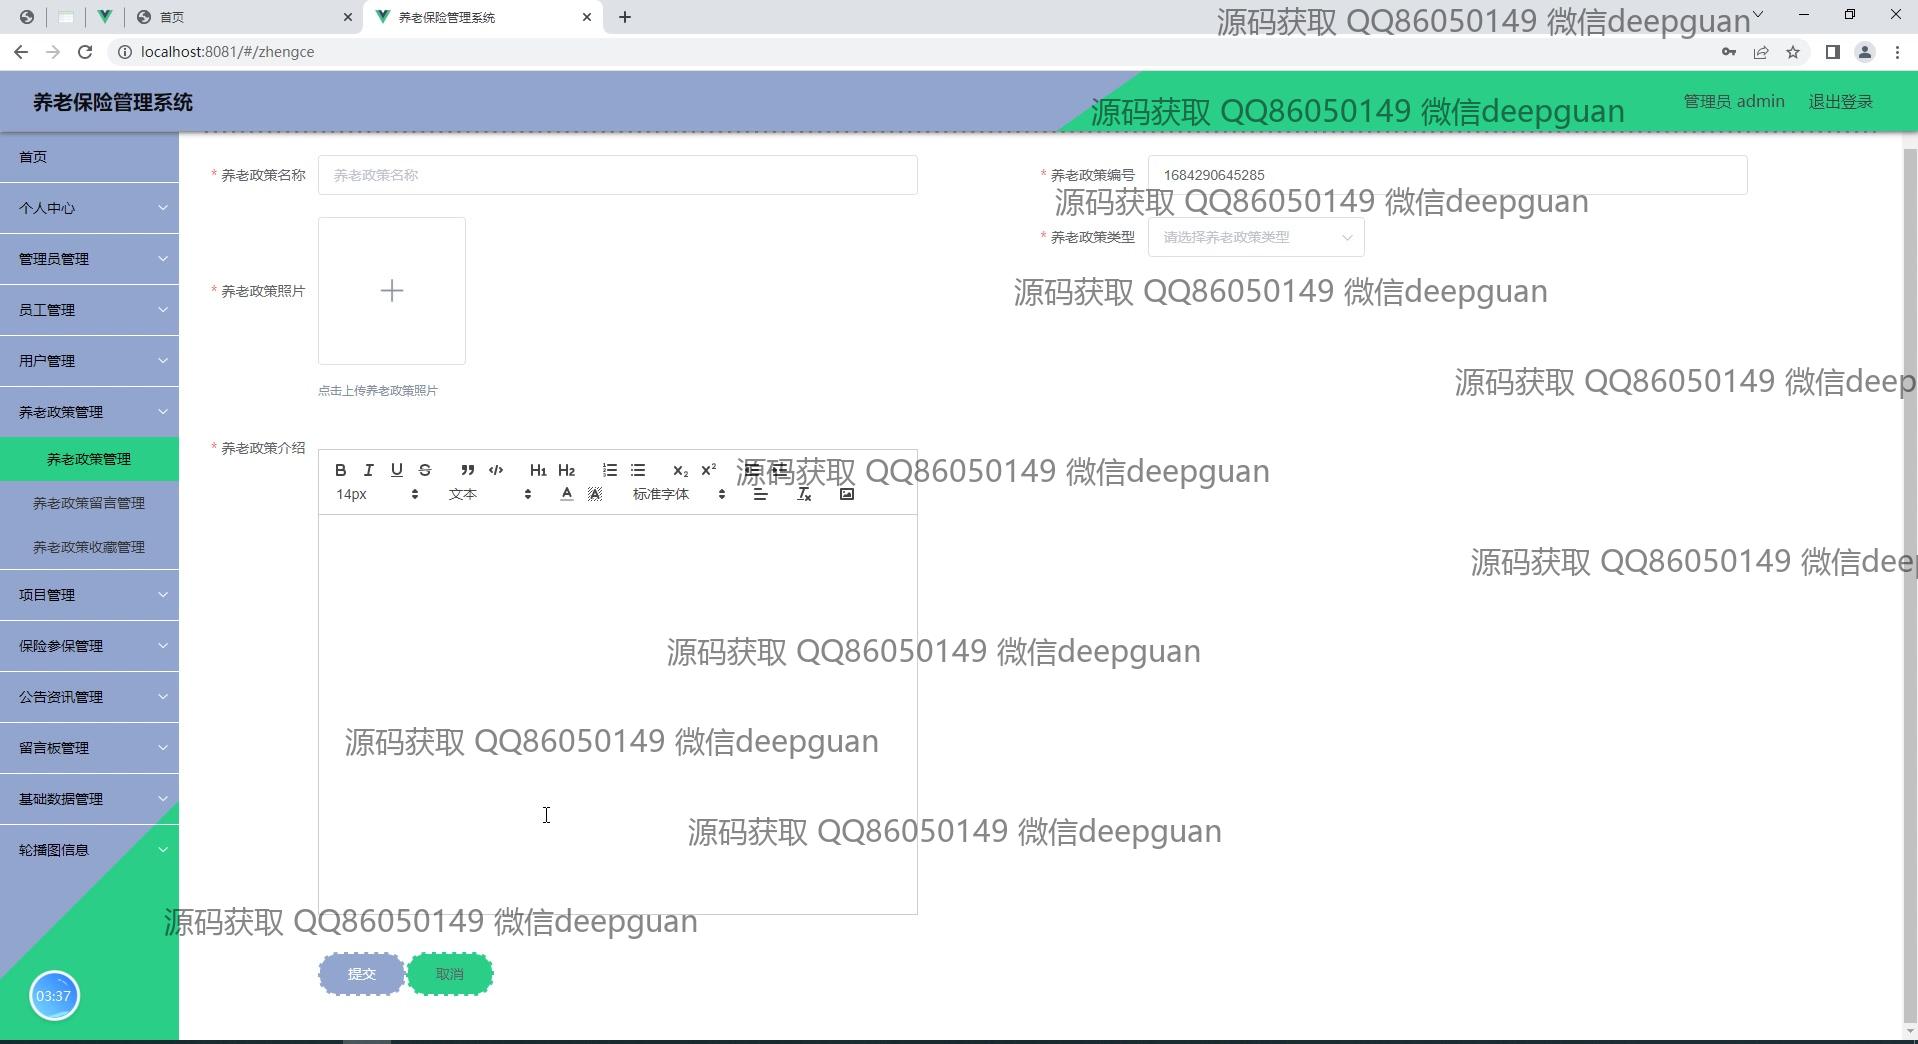 首页
养老保险管理系统
源码获取 QQ86050149 微信deepguan
localhost:8081/#/zhengce
养老保险管理系统
源码获取 QQ86050149 微信deepguan
管理员 admin
退出登录
首页
个人中心
管理员管理
员工管理
用户管理
养老政策管理
养老政策管理
养老政策留言管理
养老政策收藏管理
项目管理
保险参保管理
公告资讯管理
留言板管理
基础数据管理
轮播图信息
03:37
* 养老政策名称
养老政策名称
* 养老政策编号
1684290645285
源码获取 QQ86050149 微信deepguan
* 养老政策类型
请选择养老政策类型
* 养老政策照片
源码获取 QQ86050149 微信deepguan
点击上传养老政策照片
源码获取 QQ86050149 微信deep
* 养老政策介绍
B I U S H1 H2 X2 X2
源码获取 QQ86050149 微信deepguan
14px 文本 A A 标准字体 Tx
源码获取 QQ86050149 微信dee
源码获取 QQ86050149 微信deepguan
源码获取 QQ86050149 微信deepguan
源码获取 QQ86050149 微信deepguan
源码获取 QQ86050149 微信deepguan
提交
取消